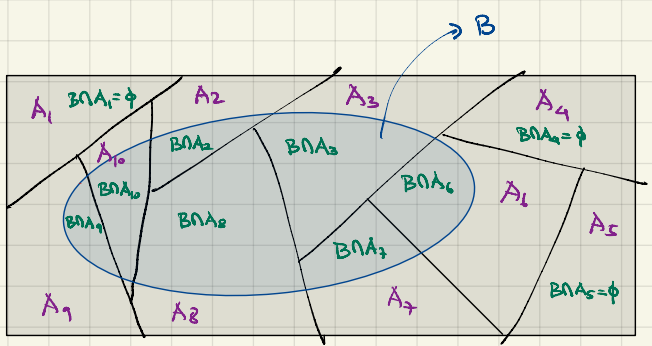 B
A₁ B∩A₁=ϕ A₂ A₃ A₄
B∩A₄=ϕ
A₁₀ B∩A₂ B∩A₃
B∩A₁₀ B∩A₆ A₆
B∩A₉ B∩A₈ A₅
B∩A₇
B∩A₅=ϕ
A₉ A₈ A₇